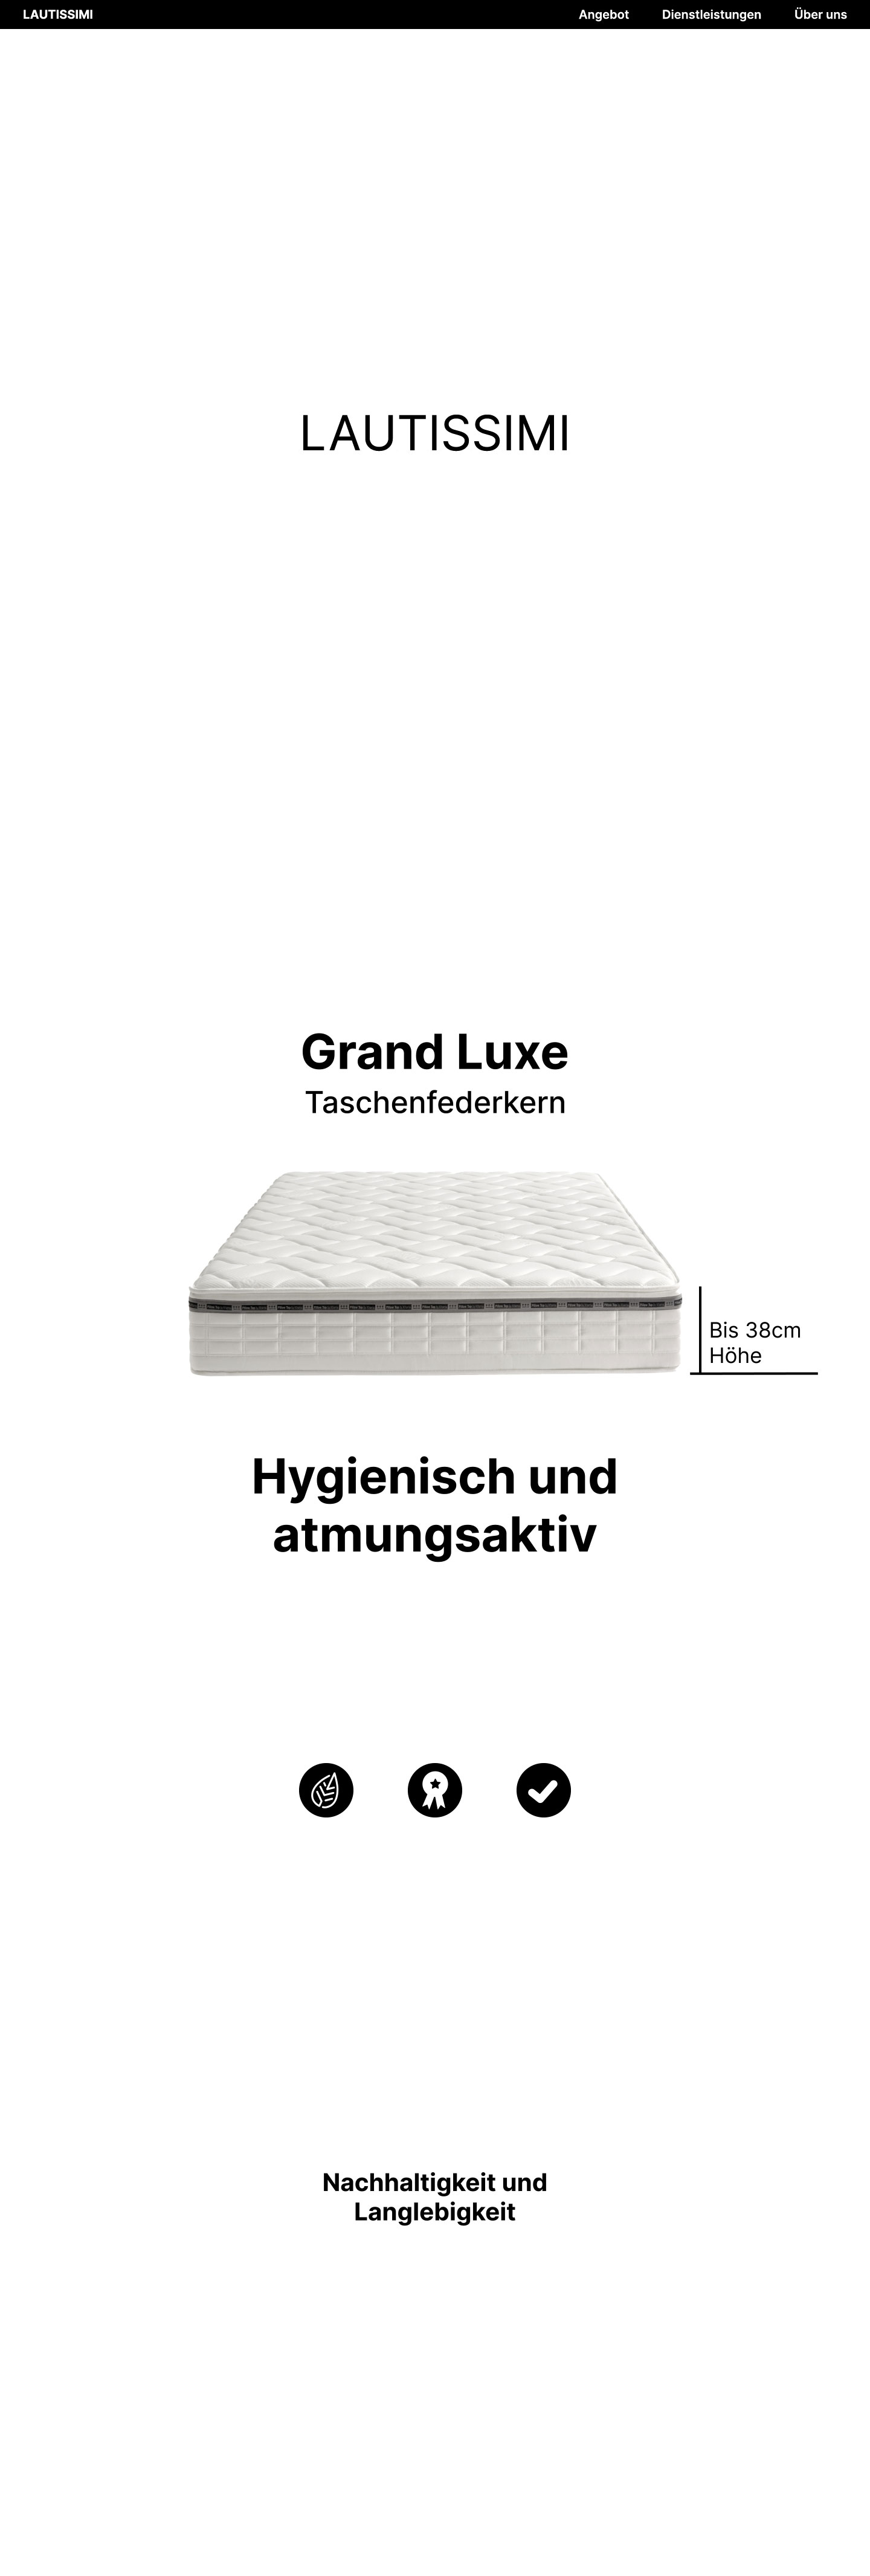 LAUTISSIMI
Angebot
Dienstleistungen
Über uns
LAUTISSIMI
Grand Luxe
Taschenfederkern
Bis 38cm
Höhe
Hygienisch und
atmungsaktiv
Nachhaltigkeit und
Langlebigkeit